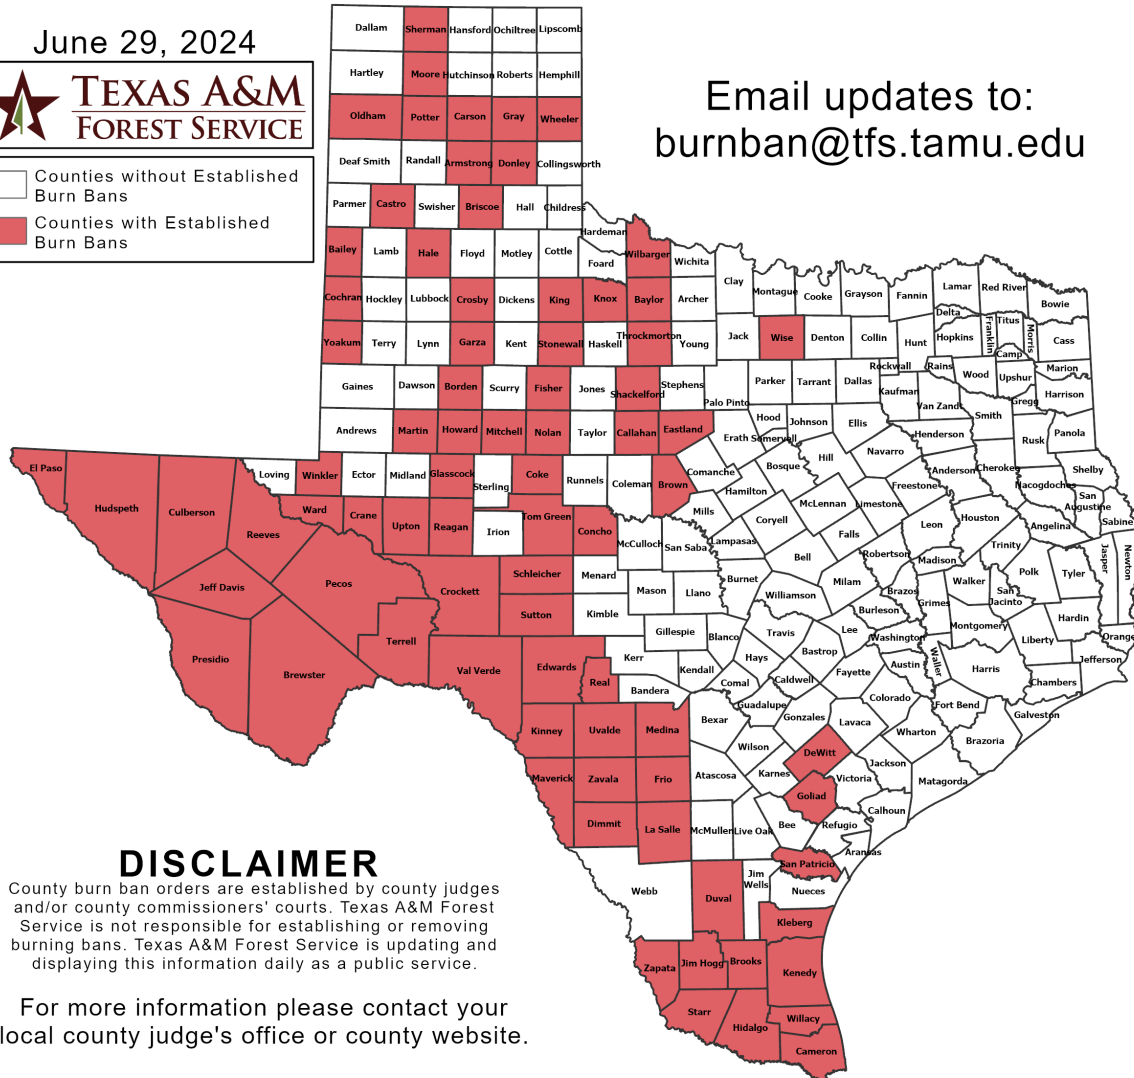 June 29, 2024
TEXAS A&M
FOREST SERVICE
Counties without Established
Burn Bans
Counties with Established
Burn Bans
Email updates to:
burnban@tfs.tamu.edu
Dallam Sherman Hansford Ochiltree Lipscomb
Hartley Moore Hutchinson Roberts Hemphill
Oldham Potter Carson Gray Wheeler
Deaf Smith Randall Armstrong Donley Collingsworth
Parmer Castro Swisher Briscoe Hall Childress
Hardeman
Bailey Lamb Hale Floyd Motley Cottle Foard Wilbarger Wichita
Clay Montague Cooke Grayson Fannin Lamar Red River Bowie
Cochran Hockley Lubbock Crosby Dickens King Knox Baylor Archer
Delta Franklin Titus Morris Cass
Yoakum Terry Lynn Garza Kent Stonewall Haskell Throckmorton Young Jack Wise Denton Collin Hunt Hopkins
Camp Marion
Rockwall Rains Wood Upshur Harrison
Gaines Dawson Borden Scurry Fisher Jones Shackelford Stephens Palo Pinto Parker Tarrant Dallas Kaufman Van Zandt Gregg
Smith
Andrews Martin Howard Mitchell Nolan Taylor Callahan Eastland Erath Hood Somervell Johnson Ellis Henderson Rusk Panola
Navarro
El Paso Loving Winkler Ector Midland Glasscock Sterling Coke Runnels Coleman Brown Comanche Bosque Hill Anderson Cherokee Shelby
Hamilton Freestone Nacogdoches San Augustine Sabine
Hudspeth Culberson Ward Crane Upton Reagan Irion Tom Green Concho Mills McLennan Limestone
Reeves McCulloch San Saba Lampasas Coryell Falls Leon Houston Angelina
Bell Robertson Madison Trinity Jasper Newton
Jeff Davis Pecos Crockett Schleicher Menard Mason Llano Burnet Williamson Milam Brazos Grimes Walker San Jacinto Polk Tyler
Sutton Kimble Burleson Montgomery Hardin
Terrell Gillespie Blanco Travis Lee Washington Liberty Orange
Presidio Brewster Val Verde Edwards Real Kerr Kendall Hays Bastrop Austin Waller Harris Jefferson
Bandera Comal Caldwell Fayette Chambers
Guadalupe Colorado Fort Bend Galveston
Kinney Uvalde Medina Bexar Gonzales Lavaca Wharton Brazoria
Wilson DeWitt Jackson
Maverick Zavala Frio Atascosa Karnes Victoria Matagorda
Goliad Calhoun
Dimmit La Salle McMullen Live Oak Bee Refugio
Aransas
San Patricio
Webb Duval Jim Wells Nueces
Kleberg
Zapata Jim Hogg Brooks Kenedy
Starr Hidalgo Willacy
Cameron
DISCLAIMER
County burn ban orders are established by county judges
and/or county commissioners' courts. Texas A&M Forest
Service is not responsible for establishing or removing
burning bans. Texas A&M Forest Service is updating and
displaying this information daily as a public service.
For more information please contact your
local county judge's office or county website.